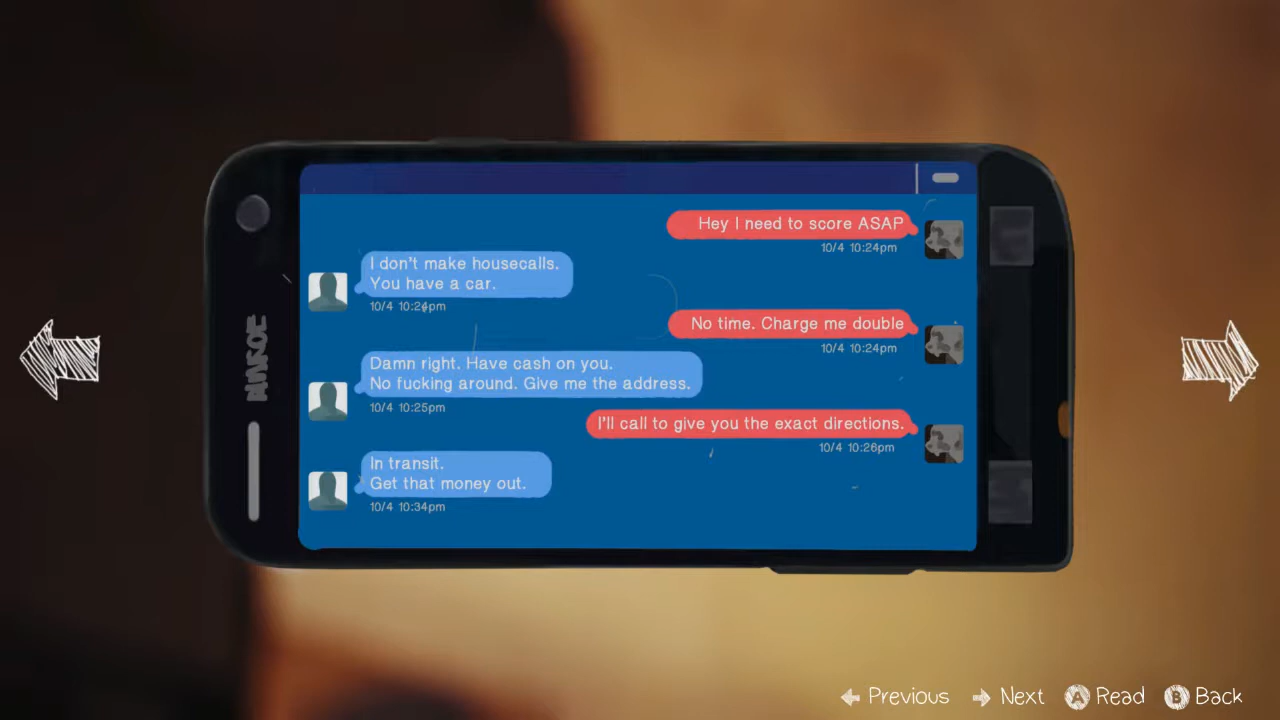 Hey I need to score ASAP
10/4 10:24pm
I don't make housecalls.
You have a car.
10/4 10:24pm
No time. Charge me double
10/4 10:24pm
Damn right. Have cash on you.
No fucking around. Give me the address.
10/4 10:25pm
I'll call to give you the exact directions.
10/4 10:26pm
In transit.
Get that money out.
10/4 10:34pm
Previous Next A Read B Back